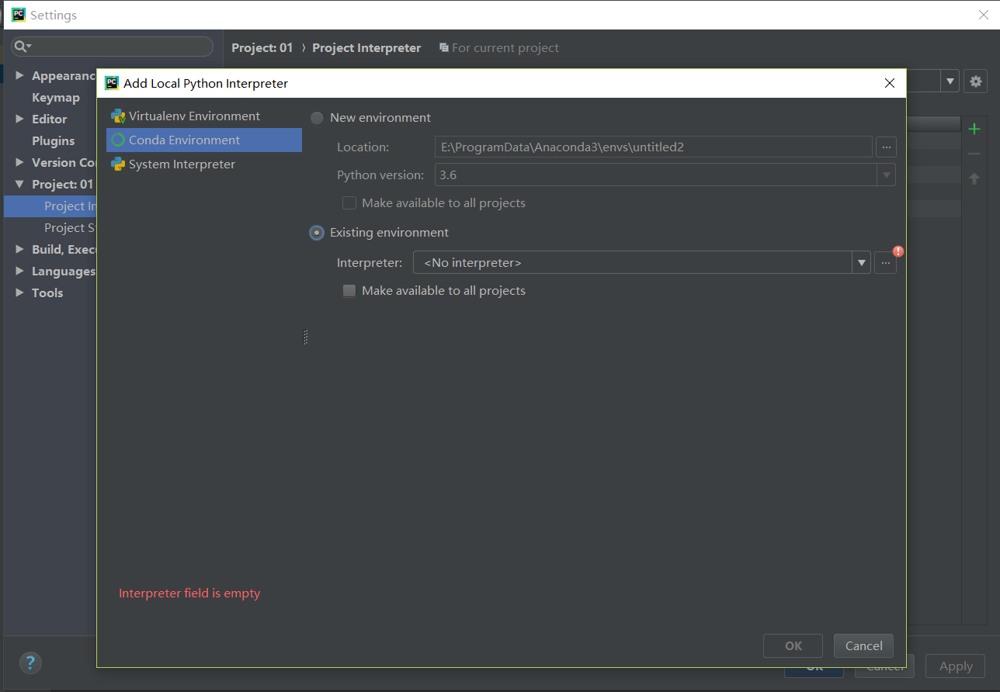 Settings
Project: 01 › Project Interpreter For current project
Add Local Python Interpreter
Appearanc
Keymap
Editor
Plugins
Version Co
Project: 01
Project In
Project S
Build, Exec
Languages
Tools
Virtualenv Environment
Conda Environment
System Interpreter
New environment
Location: E:\ProgramData\Anaconda3\envs\untitled2 ...
Python version: 3.6
Make available to all projects
Existing environment
Interpreter: <No interpreter> ...
Make available to all projects
Interpreter field is empty
OK Cancel
? OK Cancel Apply